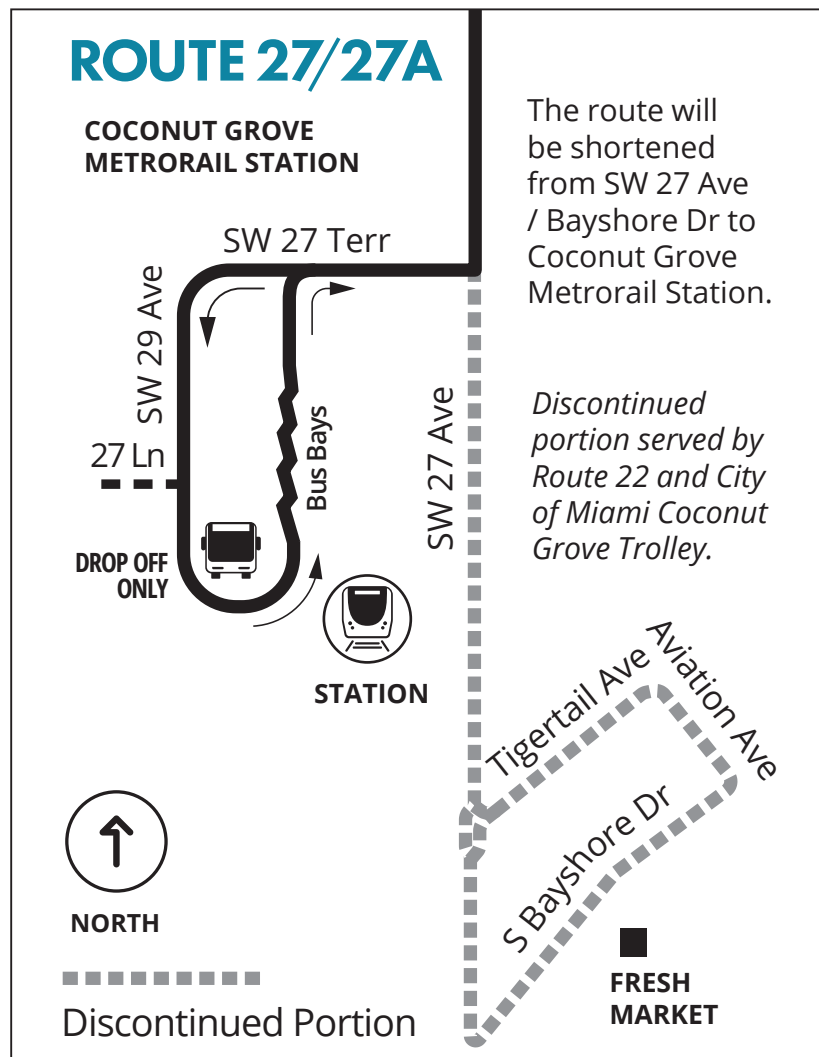 ROUTE 27/27A
COCONUT GROVE
METRORAIL STATION
The route will
be shortened
from SW 27 Ave
/ Bayshore Dr to
Coconut Grove
Metrorail Station.
SW 27 Terr
SW 29 Ave
27 Ln
Bus Bays
SW 27 Ave
Discontinued
portion served by
Route 22 and City
of Miami Coconut
Grove Trolley.
DROP OFF
ONLY
STATION
Tigertail Ave
Aviation Ave
S Bayshore Dr
NORTH
FRESH
MARKET
Discontinued Portion